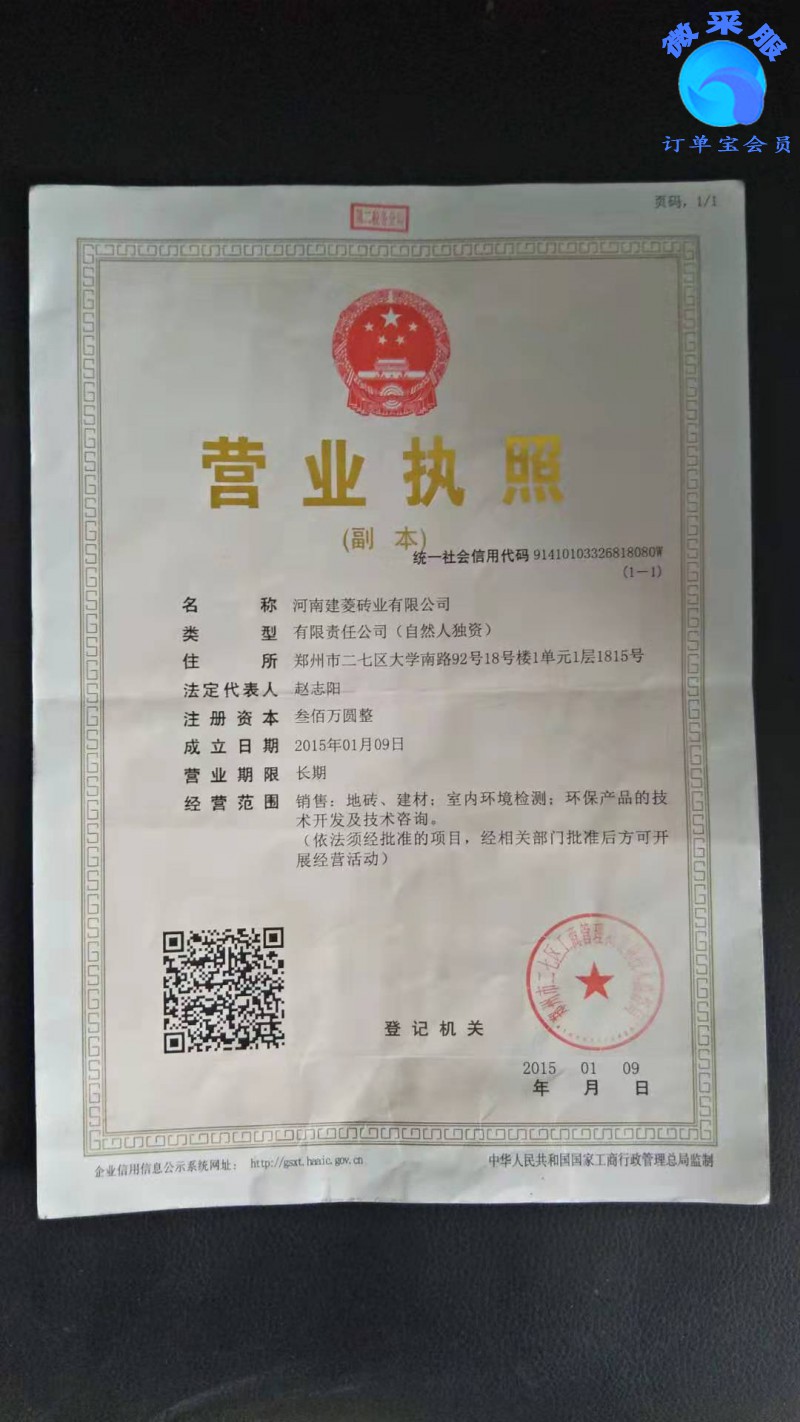 微采服
订单宝会员
页码，1/1
营业执照
(副 本)
统一社会信用代码 91410103326818080W
(1-1)
名 称 河南建菱砖业有限公司
类 型 有限责任公司（自然人独资）
住 所 郑州市二七区大学南路92号18号楼1单元1层1815号
法定代表人 赵志阳
注册资本 叁佰万圆整
成立日期 2015年01月09日
营业期限 长期
经营范围 销售：地砖、建材；室内环境检测；环保产品的技
术开发及技术咨询。
（依法须经批准的项目，经相关部门批准后方可开
展经营活动）
登记机关
2015 01 09
年 月 日
企业信用信息公示系统网址： http://gsxt.haaic.gov.cn
中华人民共和国国家工商行政管理总局监制